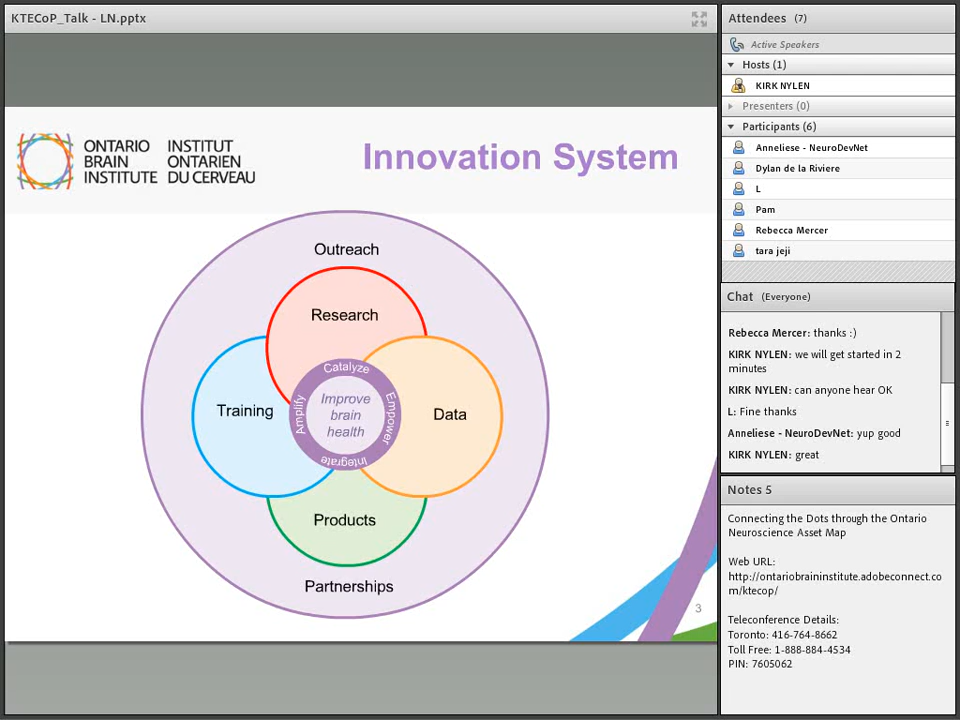 KTECoP_Talk - LN.pptx
ONTARIO
BRAIN
INSTITUTE
INSTITUT
ONTARIEN
DU CERVEAU
Innovation System
Outreach
Research
Training
Catalyze
Amplify
Improve
brain
health
Empower
Integrate
Data
Products
Partnerships
3
Attendees (7)
Active Speakers
Hosts (1)
KIRK NYLEN
Presenters (0)
Participants (6)
Anneliese - NeuroDevNet
Dylan de la Riviere
L
Pam
Rebecca Mercer
tara jeji
Chat (Everyone)
Rebecca Mercer: thanks :)
KIRK NYLEN: we will get started in 2
minutes
KIRK NYLEN: can anyone hear OK
L: Fine thanks
Anneliese - NeuroDevNet: yup good
KIRK NYLEN: great
Notes 5
Connecting the Dots through the Ontario
Neuroscience Asset Map
Web URL:
http://ontariobraininstitute.adobeconnect.co
m/ktecop/
Teleconference Details:
Toronto: 416-764-8662
Toll Free: 1-888-884-4534
PIN: 7605062